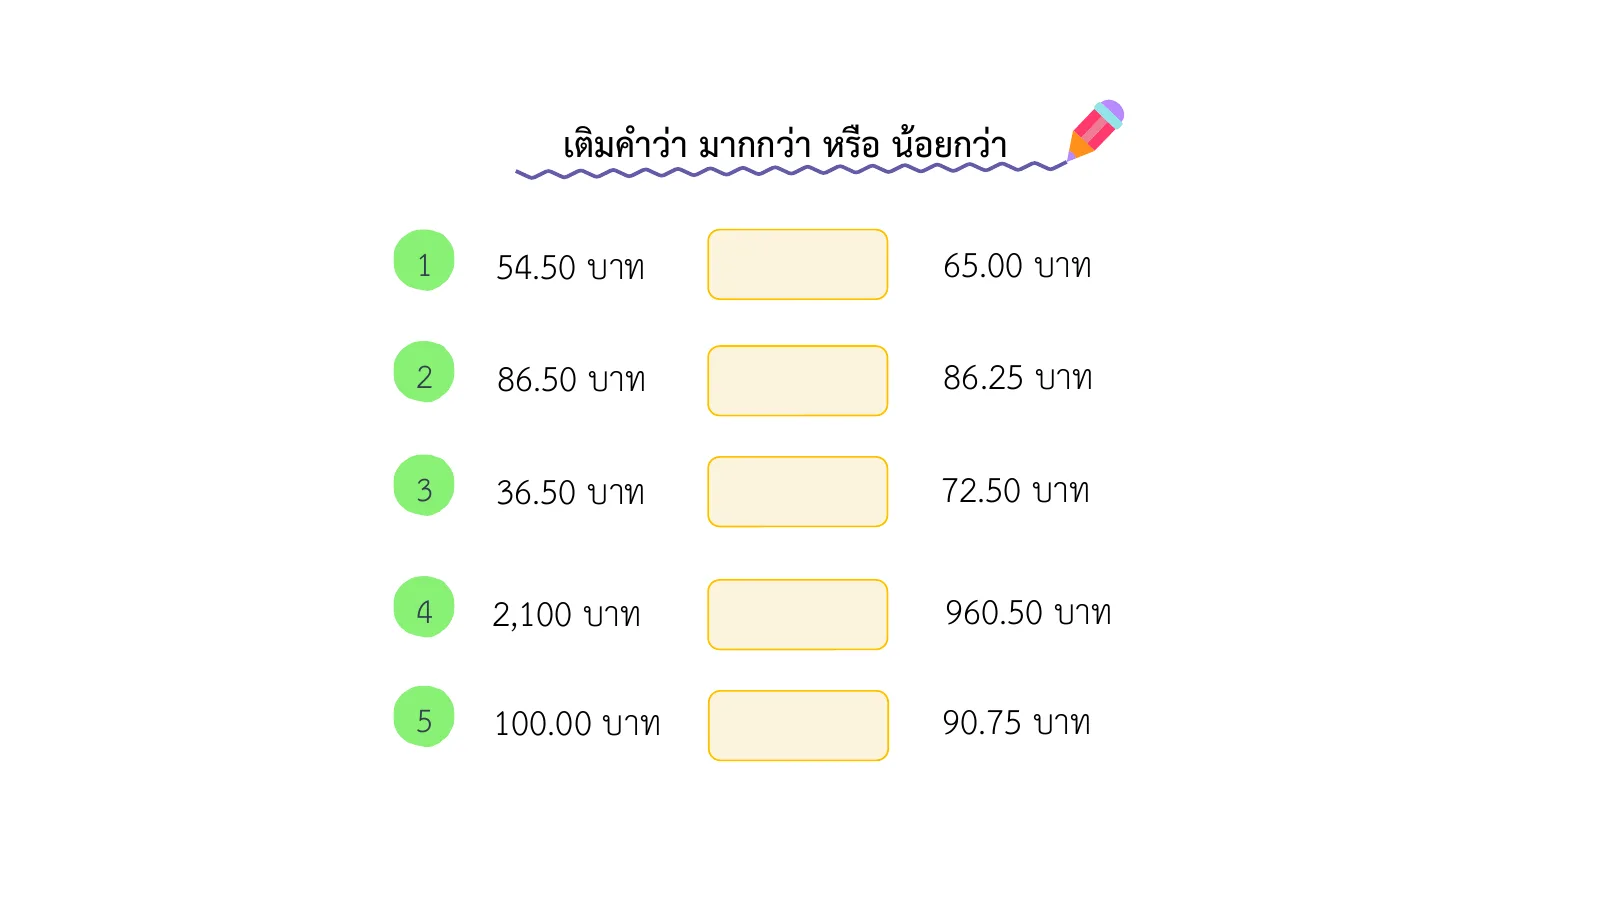 เติมคำว่า มากกว่า หรือ น้อยกว่า
1 54.50 บาท 65.00 บาท
2 86.50 บาท 86.25 บาท
3 36.50 บาท 72.50 บาท
4 2,100 บาท 960.50 บาท
5 100.00 บาท 90.75 บาท